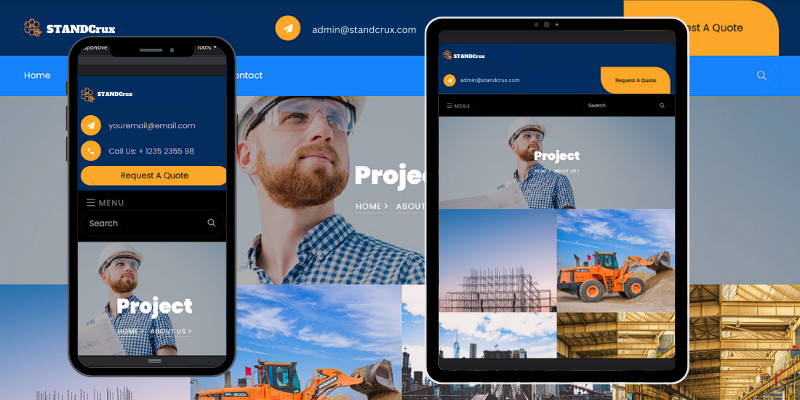 STANDCrux
admin@standcrux.com
st A Quote
Home
ontact
Proje
HOME >
ABOUT
sponsive
100%
STANDCrux
youremail@email.com
Call Us: + 1235 2355 98
Request A Quote
MENU
Search
Project
HOME >
ABOUT US >
STANDCrux
admin@standcrux.com
Request A Quote
MENU
Search
Project
HOME >
ABOUT US >